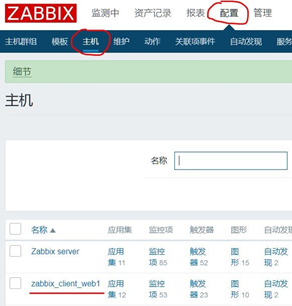 ZABBIX 监测中 资产记录 报表 配置 管理
主机群组 模板 主机 维护 动作 关联项事件 自动发现 服务
细节
主机
名称
名称 应用集 监控项 触发器 图形 自动发现
Zabbix server 应用集 11 监控项 85 触发器 52 图形 15 自动发现 2
zabbix_client_web1 应用集 12 监控项 53 触发器 23 图形 10 自动发现 2